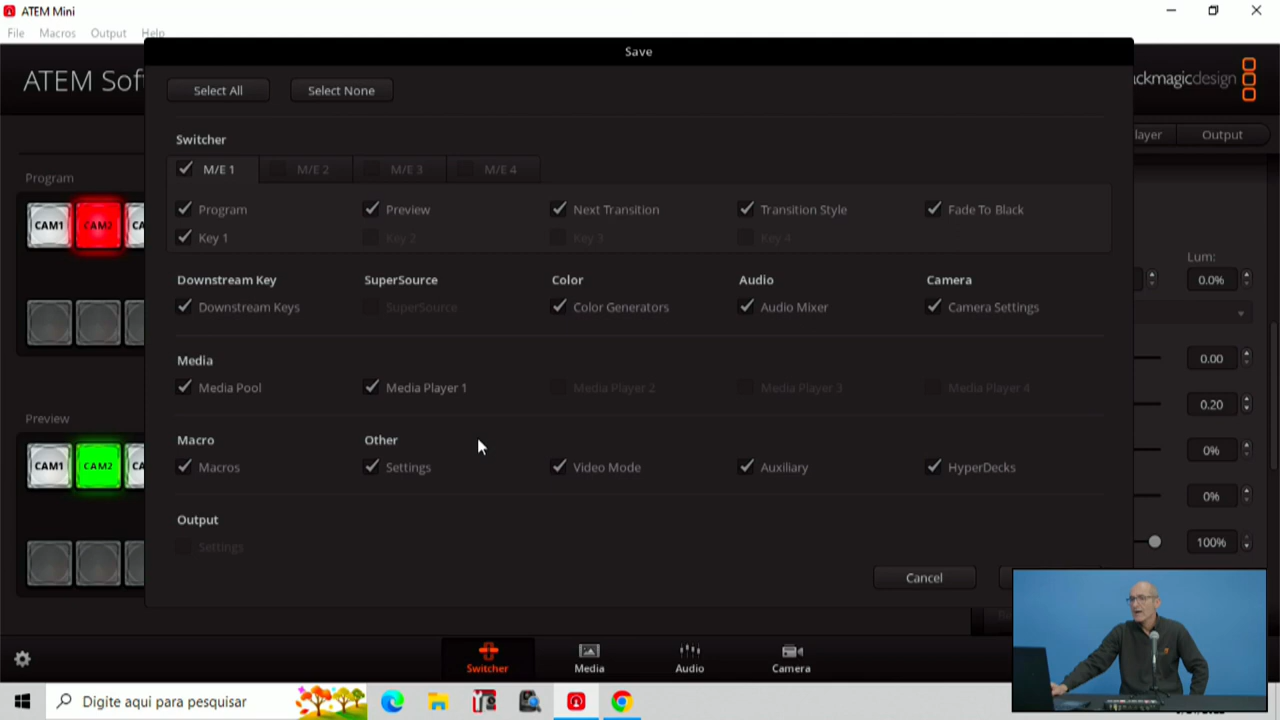 ATEM Mini
File Macros Output Help
Save
ATEM Sof
ckmagicdesign
Select All Select None
Switcher
layer Output
M/E 1 M/E 2 M/E 3 M/E 4
Program
Program Preview Next Transition Transition Style Fade To Black
CAM1 CAM2 CA
Key 1 Key 2 Key 3 Key 4
Lum:
Downstream Key SuperSource Color Audio Camera
0.0%
Downstream Keys SuperSource Color Generators Audio Mixer Camera Settings
Media
0.00
Media Pool Media Player 1 Media Player 2 Media Player 3 Media Player 4
0.20
Preview
Macro Other
0%
CAM1 CAM2 CA
Macros Settings Video Mode Auxiliary HyperDecks
0%
Output
Settings
100%
Cancel
Switcher Media Audio Camera
Digite aqui para pesquisar